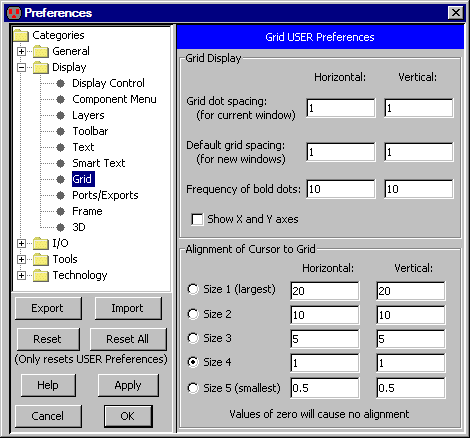 Preferences
Categories
General
Display
Display Control
Component Menu
Layers
Toolbar
Text
Smart Text
Grid
Ports/Exports
Frame
3D
I/O
Tools
Technology
Export Import
Reset Reset All
(Only resets USER Preferences)
Help Apply
Cancel OK
Grid USER Preferences
Grid Display
Horizontal: Vertical:
Grid dot spacing: 1 1
(for current window)
Default grid spacing: 1 1
(for new windows)
Frequency of bold dots: 10 10
Show X and Y axes
Alignment of Cursor to Grid
Horizontal: Vertical:
Size 1 (largest) 20 20
Size 2 10 10
Size 3 5 5
Size 4 1 1
Size 5 (smallest) 0.5 0.5
Values of zero will cause no alignment